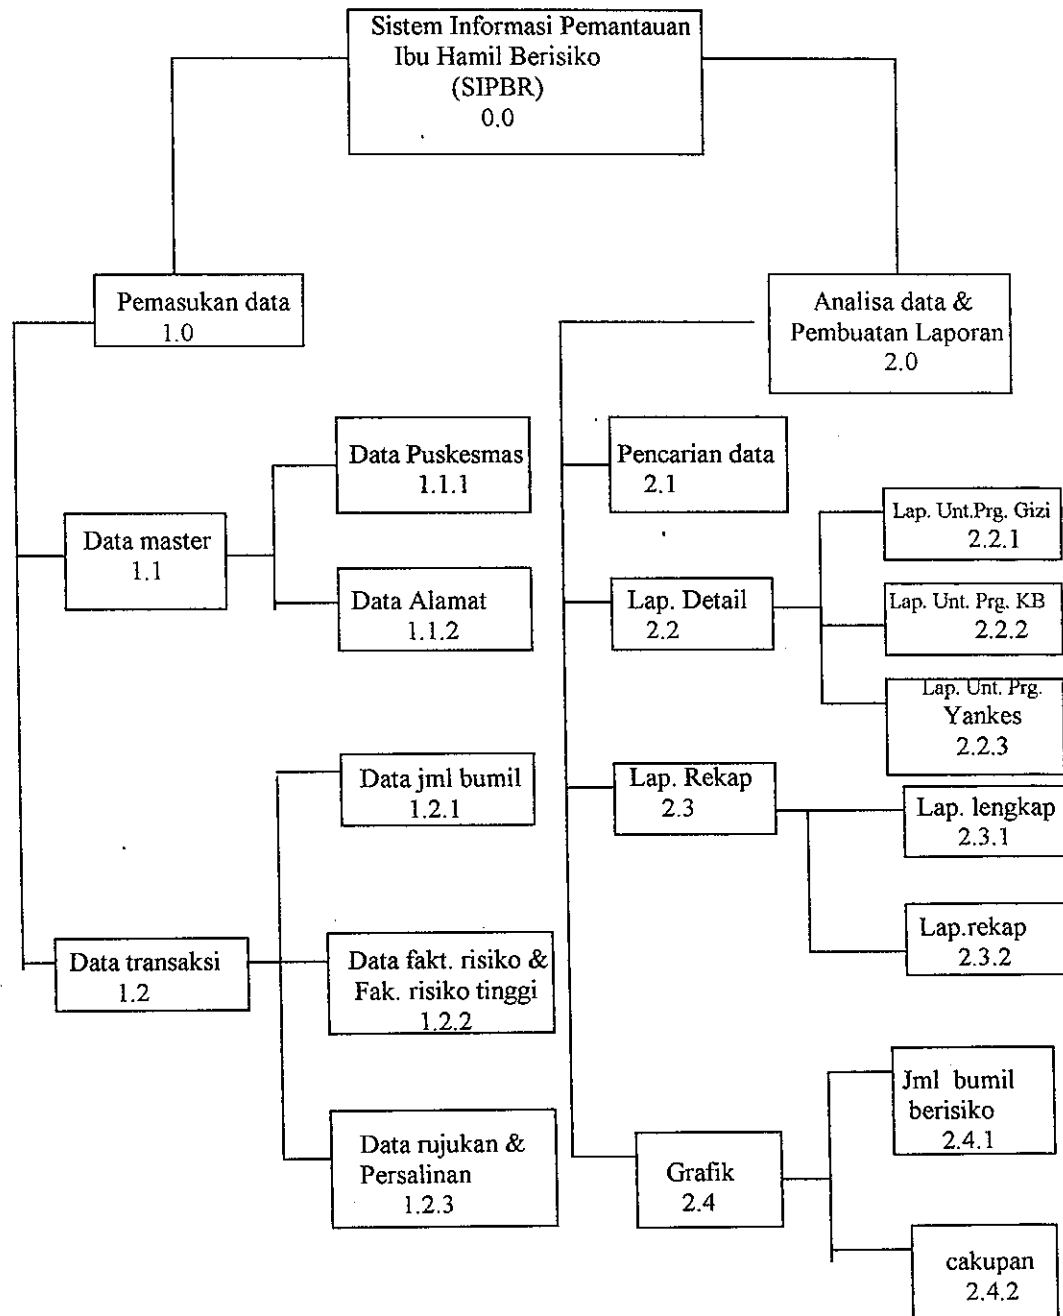 Sistem Informasi Pemantauan
Ibu Hamil Berisiko
(SIPBR)
0.0
Pemasukan data
1.0
Analisa data &
Pembuatan Laporan
2.0
Data master
1.1
Data Puskesmas
1.1.1
Data Alamat
1.1.2
Data transaksi
1.2
Data jml bumil
1.2.1
Data fakt. risiko &
Fak. risiko tinggi
1.2.2
Data rujukan &
Persalinan
1.2.3
Pencarian data
2.1
Lap. Detail
2.2
Lap. Unt.Prg. Gizi
2.2.1
Lap. Unt. Prg. KB
2.2.2
Lap. Unt. Prg.
Yankes
2.2.3
Lap. Rekap
2.3
Lap. lengkap
2.3.1
Lap.rekap
2.3.2
Grafik
2.4
Jml bumil
berisiko
2.4.1
cakupan
2.4.2